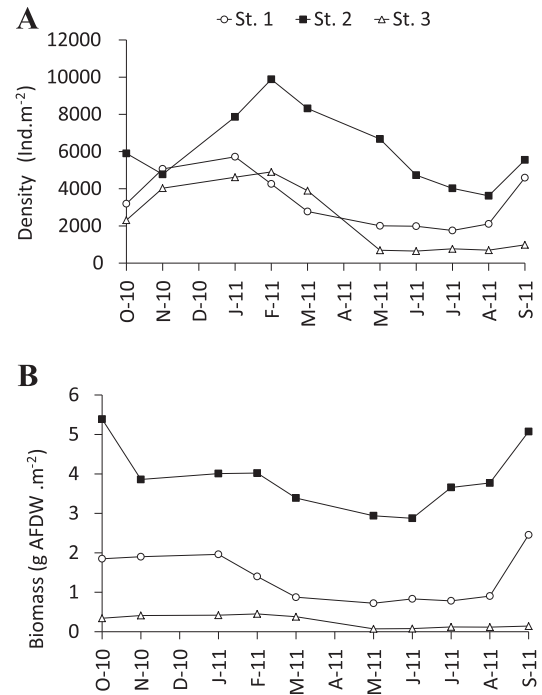 A
St. 1 St. 2 St. 3
12000
10000
8000
6000
4000
2000
0
Density (Ind.m-2)
O-10 N-10 D-10 J-11 F-11 M-11 A-11 M-11 J-11 J-11 A-11 S-11
B
6
5
4
3
2
1
0
Biomass (g AFDW .m-2)
O-10 N-10 D-10 J-11 F-11 M-11 A-11 M-11 J-11 J-11 A-11 S-11